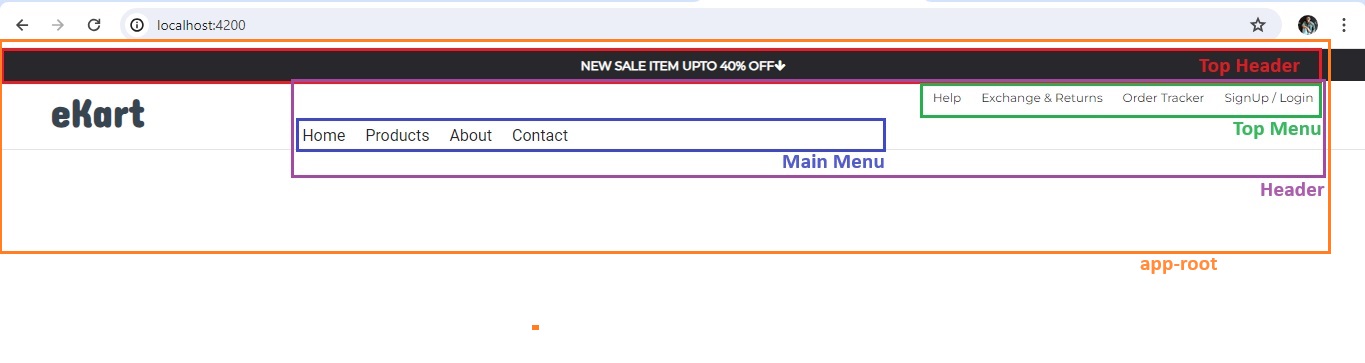 localhost:4200
NEW SALE ITEM UPTO 40% OFF
Top Header
eKart
Help Exchange & Returns Order Tracker SignUp / Login
Top Menu
Home Products About Contact
Main Menu
Header
app-root